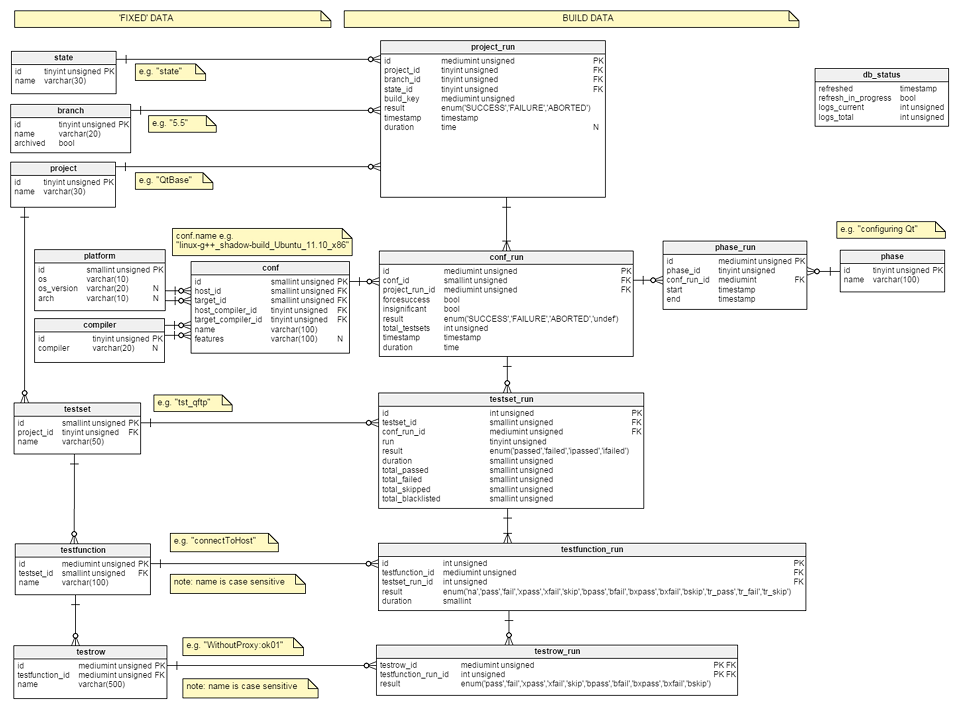 'FIXED' DATA
BUILD DATA
state
id tinyint unsigned PK
name varchar(30)
e.g. "state"
branch
id tinyint unsigned PK
name varchar(20)
archived bool
e.g. "5.5"
project
id tinyint unsigned PK
name varchar(30)
e.g. "QtBase"
project_run
id mediumint unsigned PK
project_id tinyint unsigned FK
branch_id tinyint unsigned FK
state_id tinyint unsigned FK
build_key mediumint unsigned
result enum('SUCCESS','FAILURE','ABORTED')
timestamp timestamp
duration time N
db_status
refreshed timestamp
refresh_in_progress bool
logs_current int unsigned
logs_total int unsigned
conf.name e.g.
"linux-g++_shadow-build_Ubuntu_11.10_x86"
platform
id smallint unsigned PK
os varchar(10)
os_version varchar(20) N
arch varchar(10) N
compiler
id tinyint unsigned PK
compiler varchar(20) N
conf
id smallint unsigned PK
host_id smallint unsigned FK
target_id smallint unsigned FK
host_compiler_id tinyint unsigned FK
target_compiler_id tinyint unsigned FK
name varchar(100)
features varchar(100) N
conf_run
id mediumint unsigned PK
conf_id smallint unsigned FK
project_run_id mediumint unsigned FK
forcesuccess bool
insignificant bool
result enum('SUCCESS','FAILURE','ABORTED','undef')
total_testsets int unsigned
timestamp timestamp
duration time
phase_run
id mediumint unsigned PK
phase_id tinyint unsigned FK
conf_run_id mediumint FK
start timestamp
end timestamp
e.g. "configuring Qt"
phase
id tinyint unsigned PK
name varchar(100)
testset
id smallint unsigned PK
project_id tinyint unsigned FK
name varchar(50)
e.g. "tst_qftp"
testset_run
id int unsigned PK
testset_id smallint unsigned FK
conf_run_id mediumint unsigned FK
run tinyint unsigned
result enum('passed','failed','ipassed','ifailed')
duration smallint unsigned
total_passed smallint unsigned
total_failed smallint unsigned
total_skipped smallint unsigned
total_blacklisted smallint unsigned
testfunction
id mediumint unsigned PK
testset_id smallint unsigned FK
name varchar(100)
e.g. "connectToHost"
note: name is case sensitive
testfunction_run
id int unsigned PK
testfunction_id mediumint unsigned FK
testset_run_id int unsigned FK
result enum('na','pass','fail','xpass','xfail','skip','bpass','bfail','bxpass','bxfail','bskip','tr_pass','tr_fail','tr_skip')
duration smallint
testrow
id mediumint unsigned PK
testfunction_id mediumint unsigned FK
name varchar(500)
e.g. "WithoutProxy:ok01"
note: name is case sensitive
testrow_run
testrow_id mediumint unsigned PK FK
testfunction_run_id int unsigned PK FK
result enum('pass','fail','xpass','xfail','skip','bpass','bfail','bxpass','bxfail','bskip')